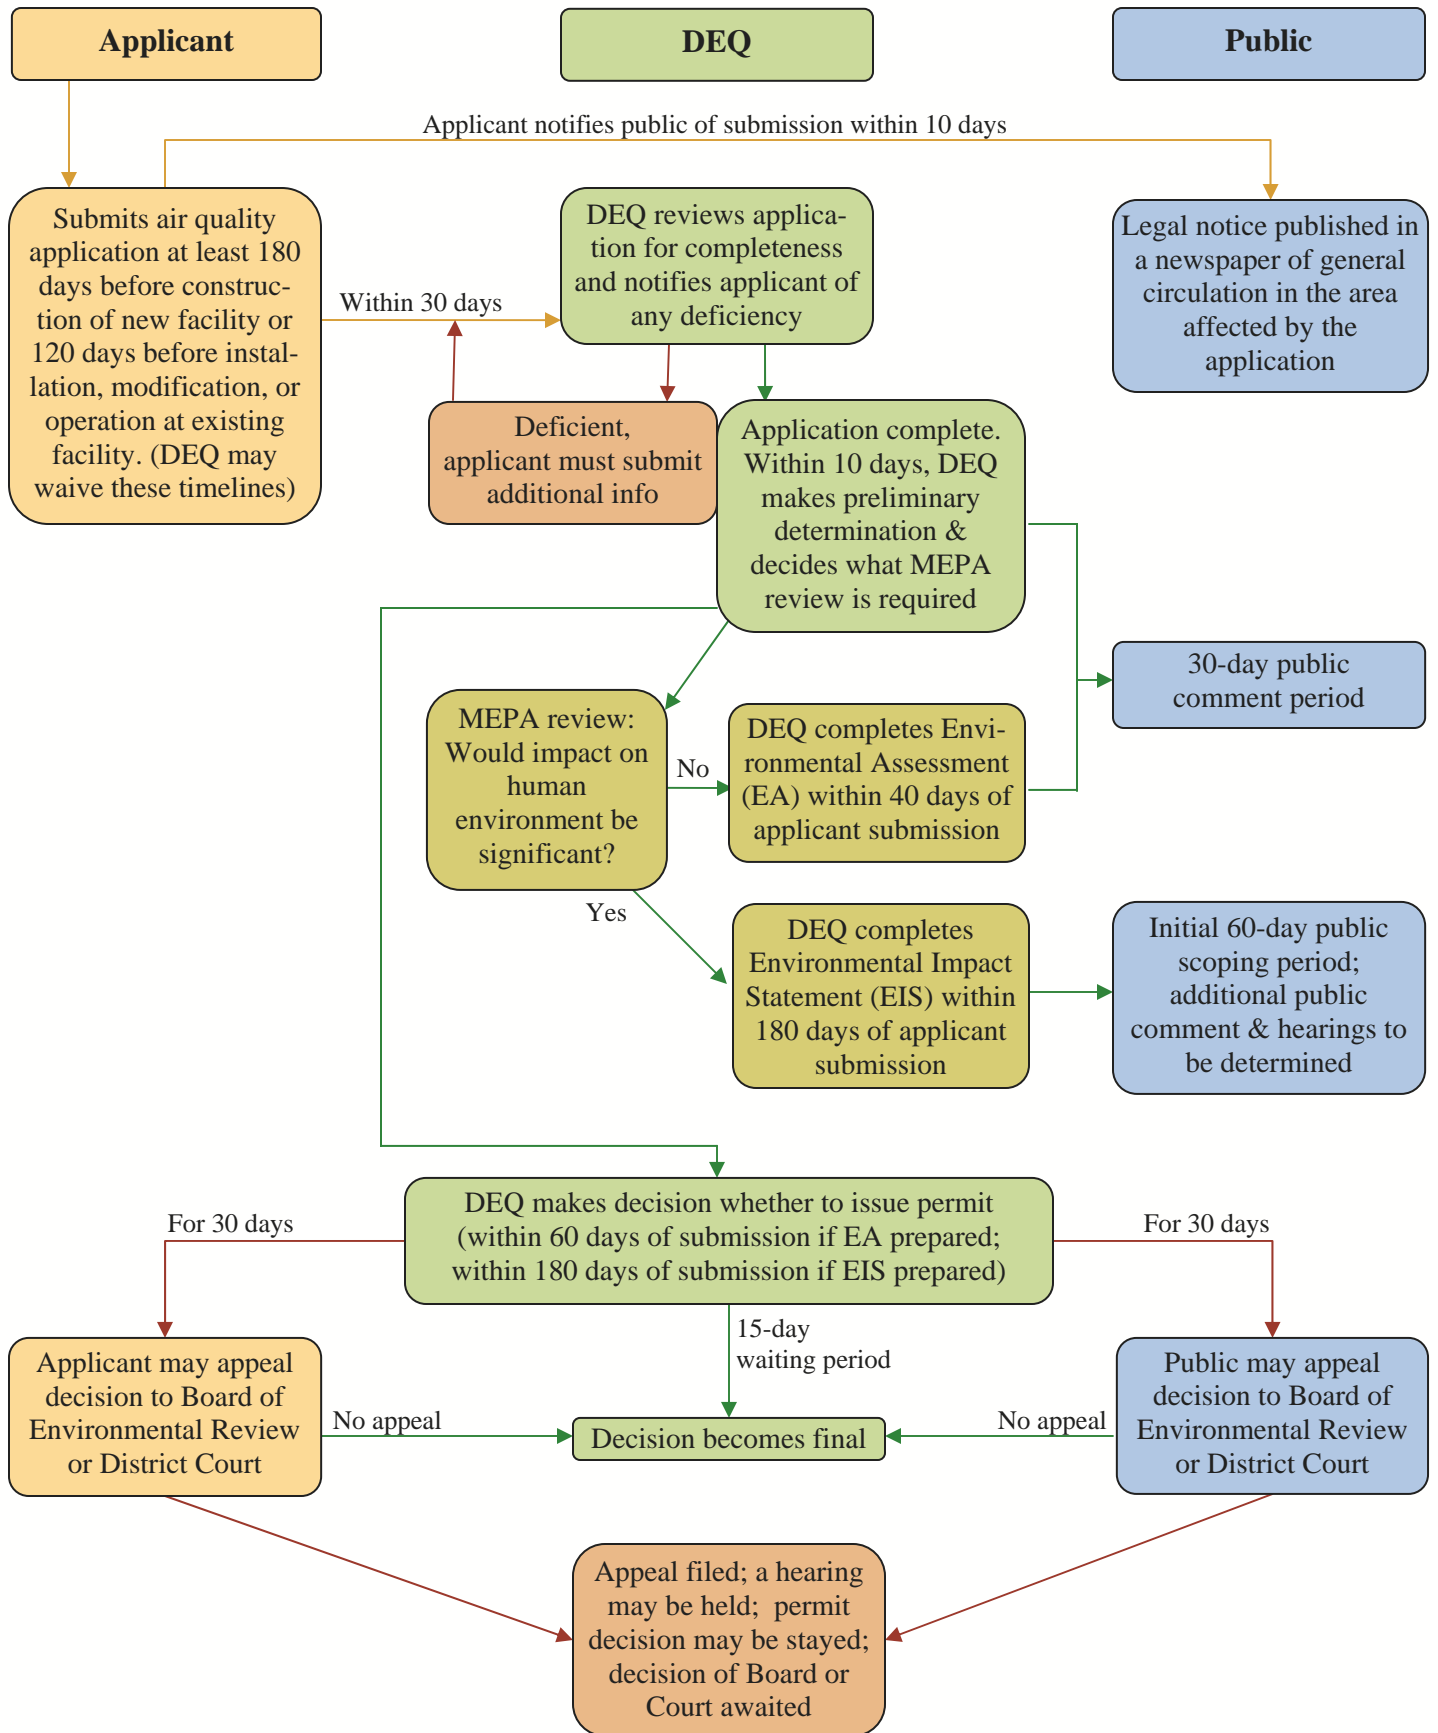 Applicant
DEQ
Public
Applicant notifies public of submission within 10 days
Submits air quality
application at least 180
days before construc-
tion of new facility or
120 days before instal-
lation, modification, or
operation at existing
facility. (DEQ may
waive these timelines)
Within 30 days
DEQ reviews applica-
tion for completeness
and notifies applicant of
any deficiency
Legal notice published in
a newspaper of general
circulation in the area
affected by the
application
Deficient,
applicant must submit
additional info
Application complete.
Within 10 days, DEQ
makes preliminary
determination &
decides what MEPA
review is required
30-day public
comment period
MEPA review:
Would impact on
human
environment be
significant?
No
DEQ completes Envi-
ronmental Assessment
(EA) within 40 days of
applicant submission
Yes
DEQ completes
Environmental Impact
Statement (EIS) within
180 days of applicant
submission
Initial 60-day public
scoping period;
additional public
comment & hearings to
be determined
DEQ makes decision whether to issue permit
(within 60 days of submission if EA prepared;
within 180 days of submission if EIS prepared)
For 30 days
For 30 days
15-day
waiting period
Applicant may appeal
decision to Board of
Environmental Review
or District Court
No appeal
Decision becomes final
No appeal
Public may appeal
decision to Board of
Environmental Review
or District Court
Appeal filed; a hearing
may be held;  permit
decision may be stayed;
decision of Board or
Court awaited